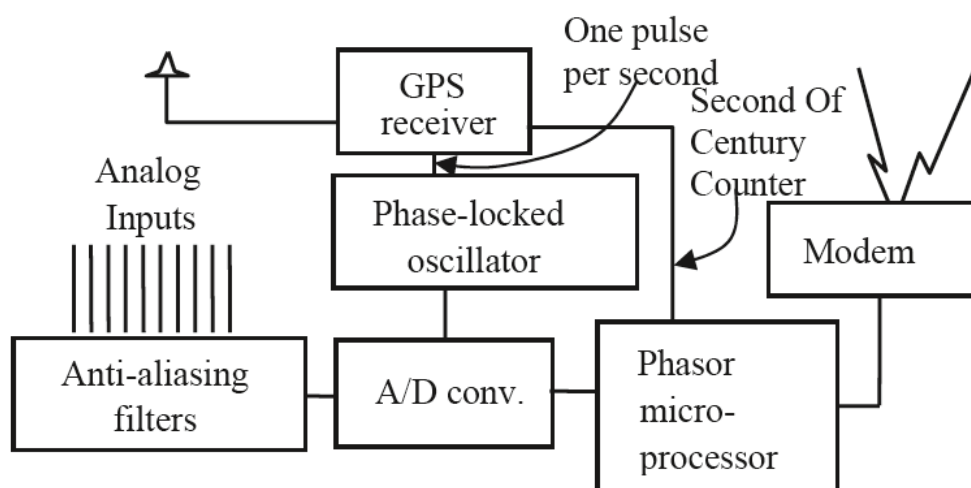 One pulse
per second
GPS
receiver
Second Of
Century
Counter
Analog
Inputs
Phase-locked
oscillator
Modem
Anti-aliasing
filters
A/D conv.
Phasor
micro-
processor